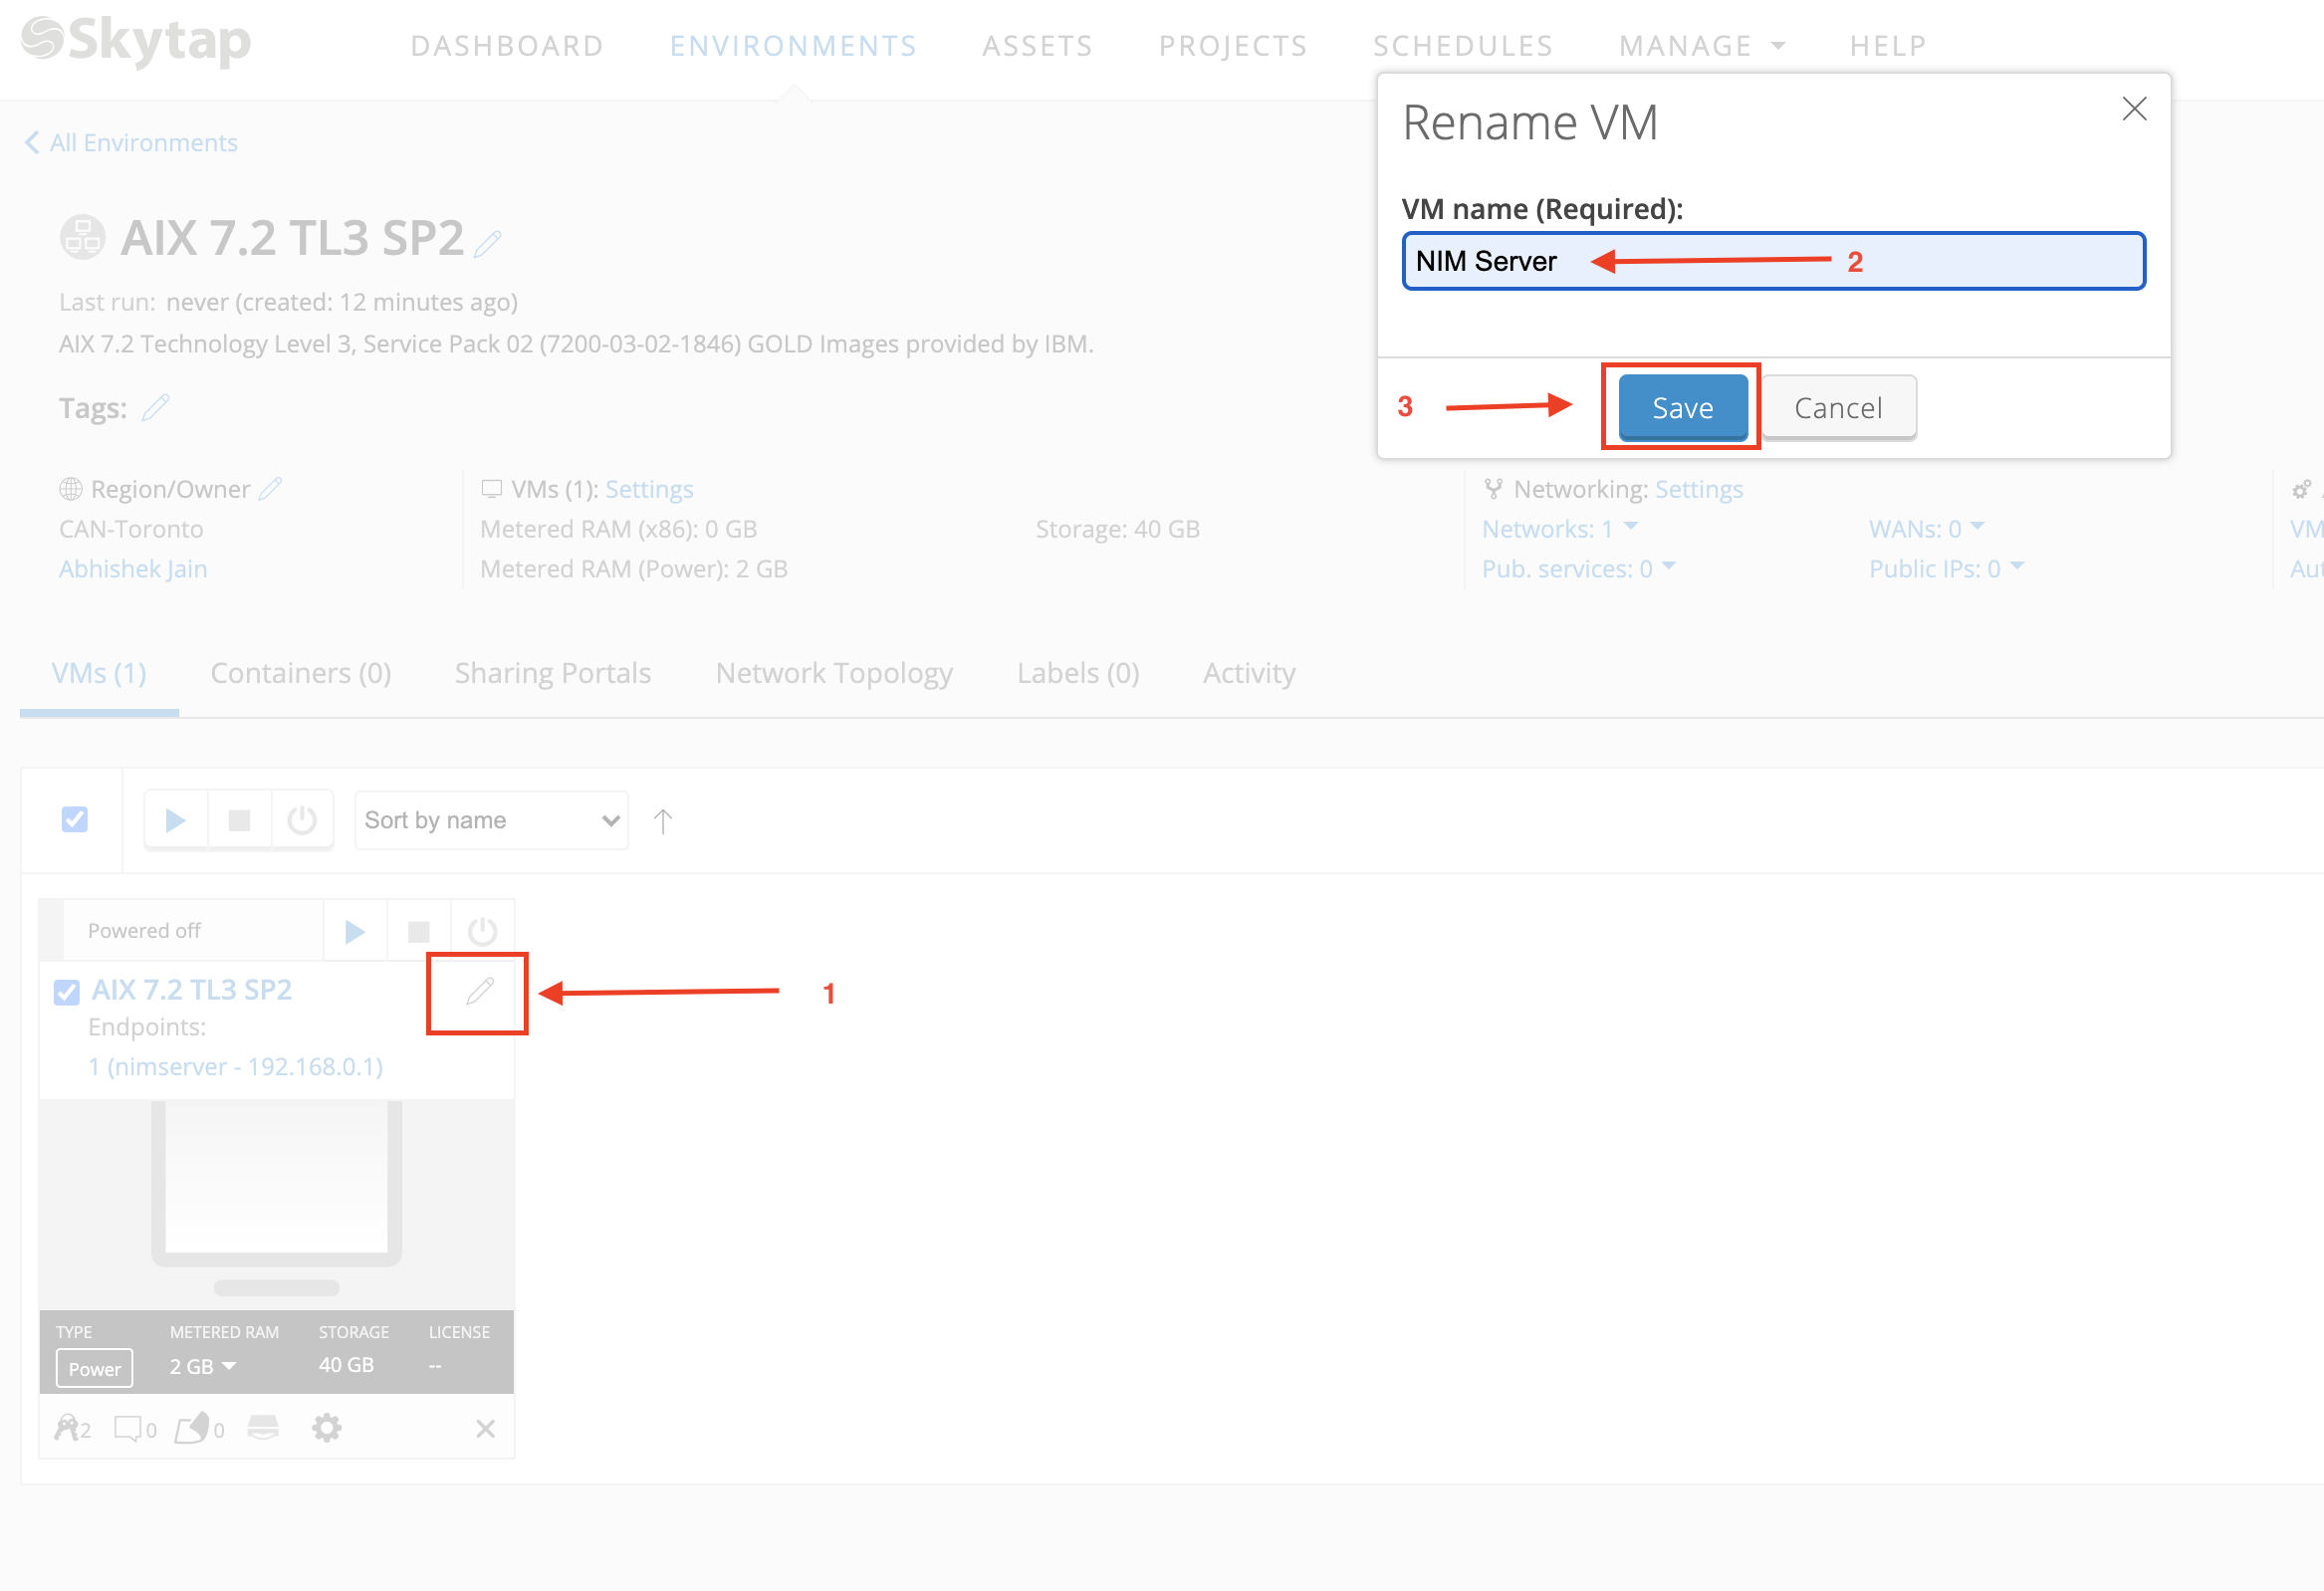 Skytap
DASHBOARD ENVIRONMENTS ASSETS PROJECTS SCHEDULES MANAGE HELP
All Environments
AIX 7.2 TL3 SP2
Last run: never (created: 12 minutes ago)
AIX 7.2 Technology Level 3, Service Pack 02 (7200-03-02-1846) GOLD Images provided by IBM.
Tags:
Rename VM
VM name (Required):
NIM Server 2
3 Save Cancel
Region/Owner
CAN-Toronto
Abhishek Jain
VMs (1): Settings
Metered RAM (x86): 0 GB Storage: 40 GB
Metered RAM (Power): 2 GB
Networking: Settings
Networks: 1 WANs: 0
Pub. services: 0 Public IPs: 0
VM
Aut
VMs (1) Containers (0) Sharing Portals Network Topology Labels (0) Activity
Sort by name
Powered off
AIX 7.2 TL3 SP2 1
Endpoints:
1 (nimserver - 192.168.0.1)
TYPE METERED RAM STORAGE LICENSE
Power 2 GB 40 GB --
2 0 0